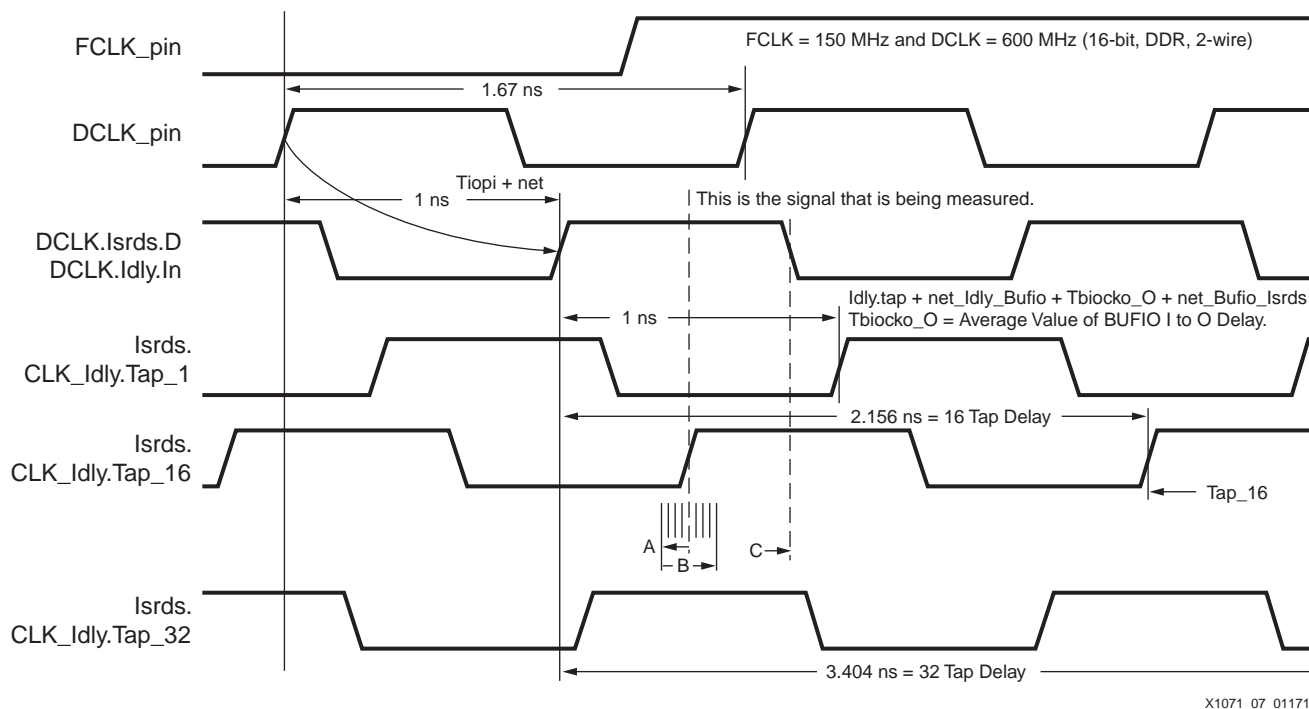 FCLK_pin
FCLK = 150 MHz and DCLK = 600 MHz (16-bit, DDR, 2-wire)
1.67 ns
DCLK_pin
Tiopi + net
1 ns
This is the signal that is being measured.
DCLK.Isrds.D
DCLK.Idly.In
Idly.tap + net_Idly_Bufio + Tbiocko_O + net_Bufio_Isrds
Tbiocko_O = Average Value of BUFIO I to O Delay.
1 ns
Isrds.
CLK_Idly.Tap_1
2.156 ns = 16 Tap Delay
Isrds.
CLK_Idly.Tap_16
Tap_16
A
B
C
Isrds.
CLK_Idly.Tap_32
3.404 ns = 32 Tap Delay
X1071_07_01171